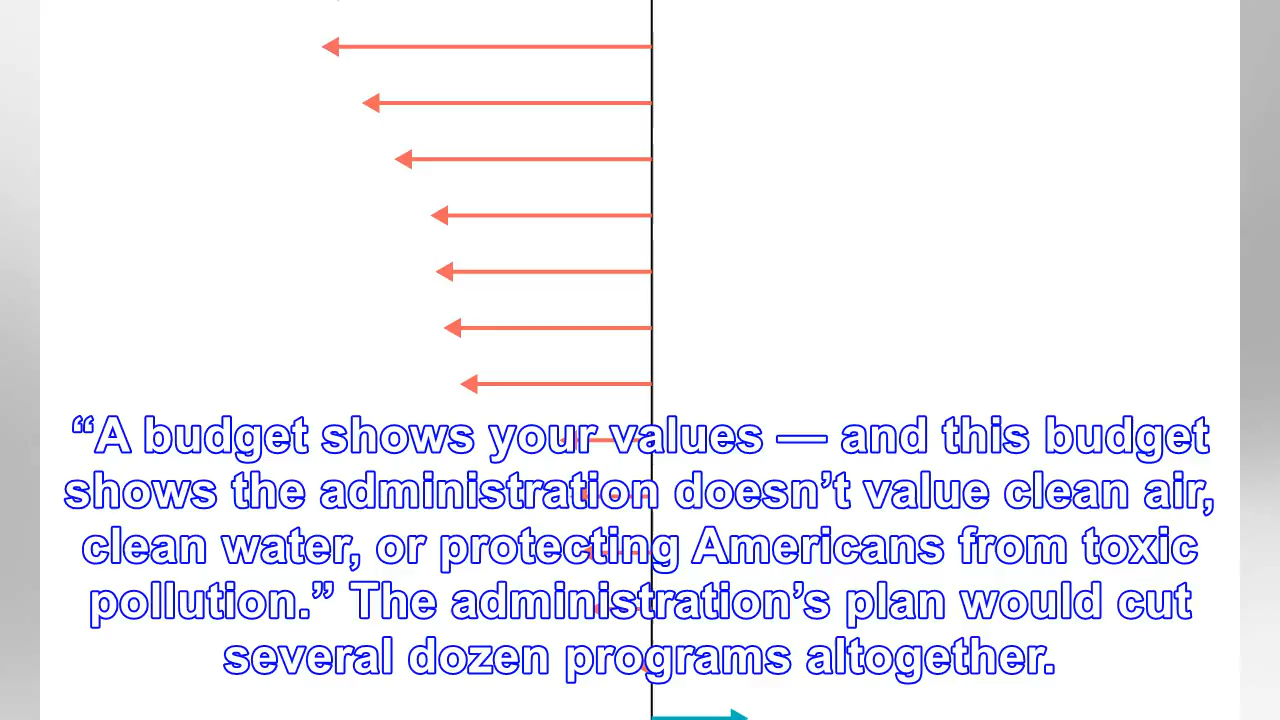 “A budget shows your values — and this budget
shows the administration doesn’t value clean air,
clean water, or protecting Americans from toxic
pollution.” The administration’s plan would cut
several dozen programs altogether.